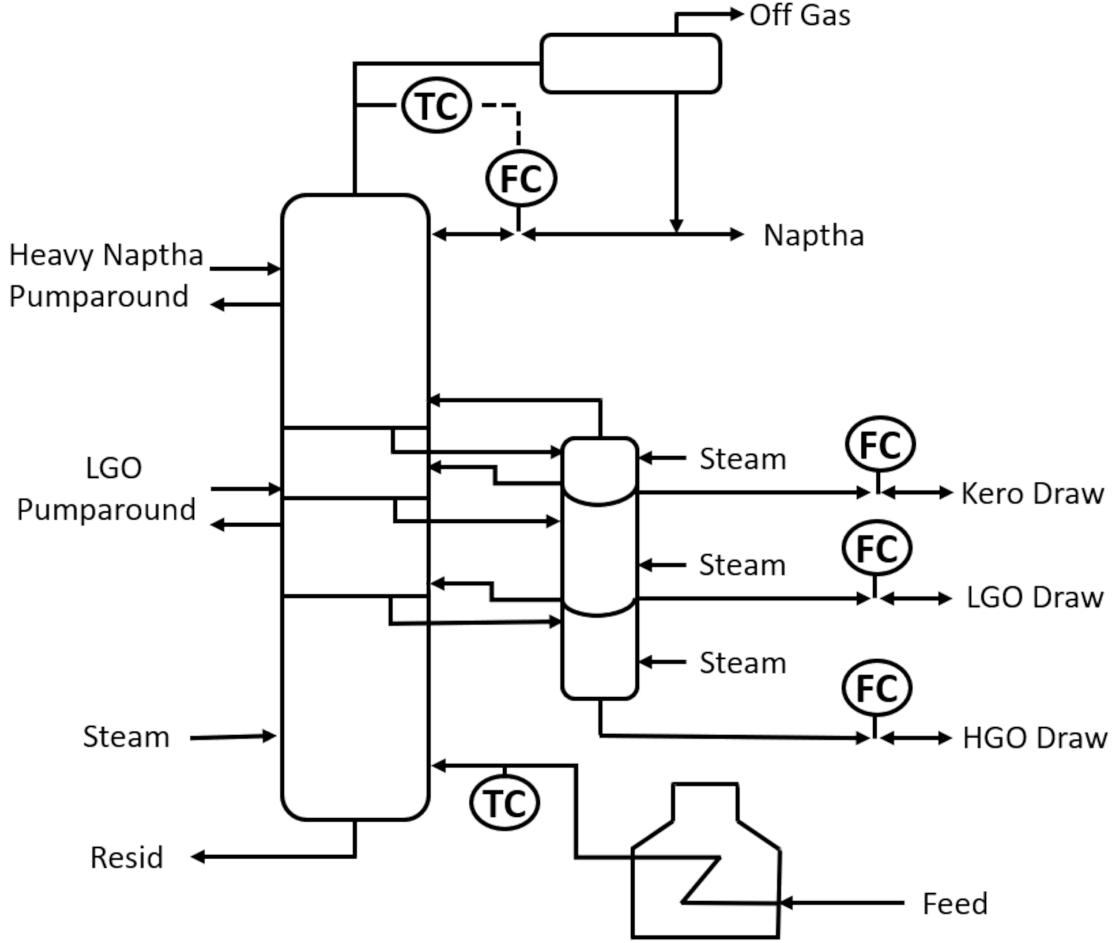 Off Gas
TC
FC
Naptha
Heavy Naptha
Pumparound
FC
Steam
Kero Draw
LGO
Pumparound
FC
Steam
LGO Draw
Steam
FC
HGO Draw
Steam
TC
Resid
Feed